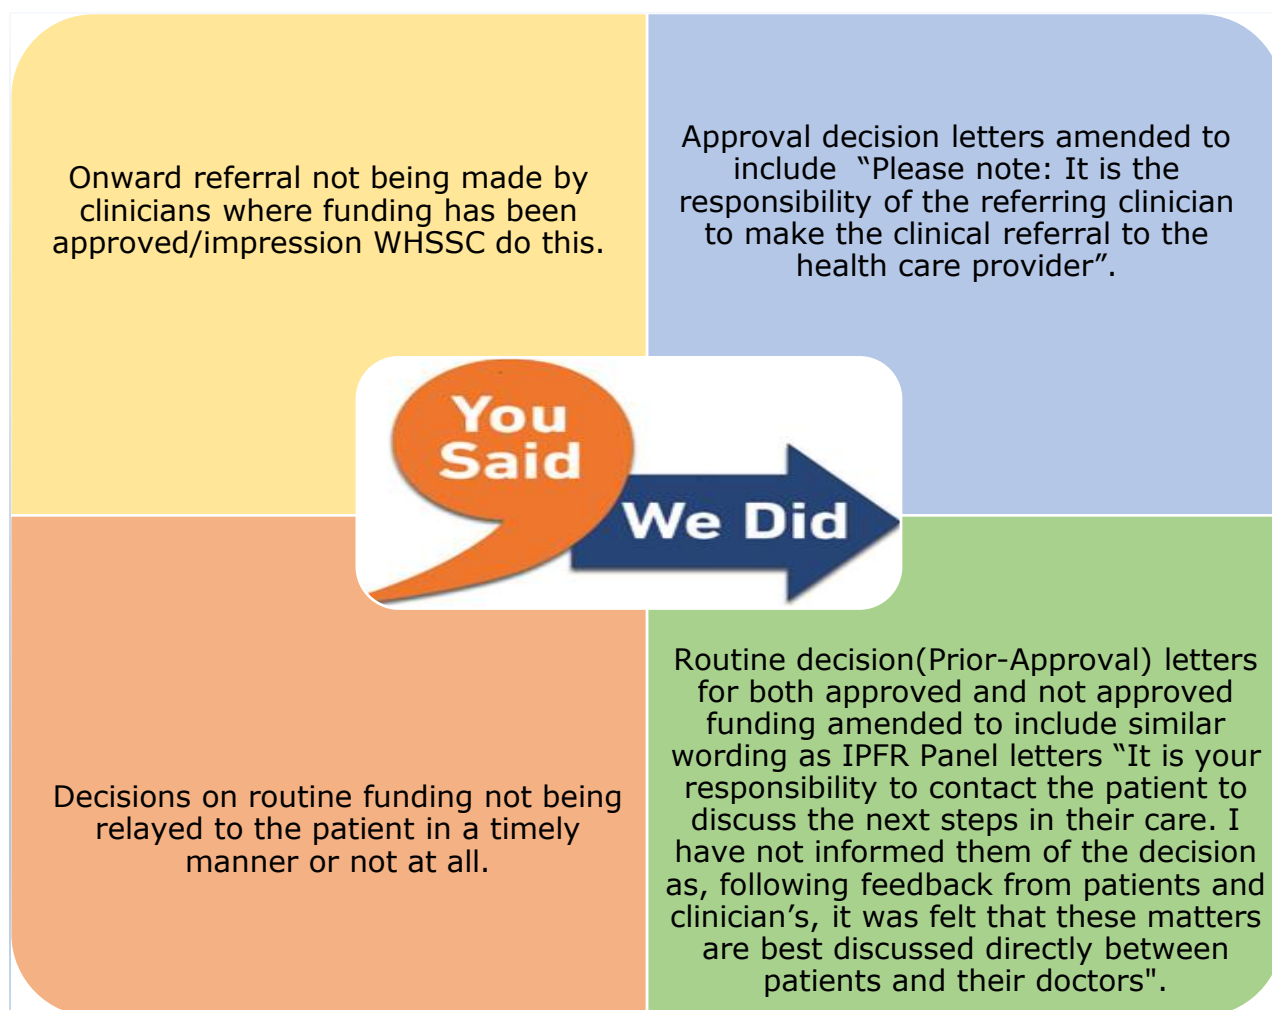 Onward referral not being made by
clinicians where funding has been
approved/impression WHSSC do this.
Approval decision letters amended to
include “Please note: It is the
responsibility of the referring clinician
to make the clinical referral to the
health care provider”.
You
Said
We Did
Decisions on routine funding not being
relayed to the patient in a timely
manner or not at all.
Routine decision(Prior-Approval) letters
for both approved and not approved
funding amended to include similar
wording as IPFR Panel letters “It is your
responsibility to contact the patient to
discuss the next steps in their care. I
have not informed them of the decision
as, following feedback from patients and
clinician’s, it was felt that these matters
are best discussed directly between
patients and their doctors".